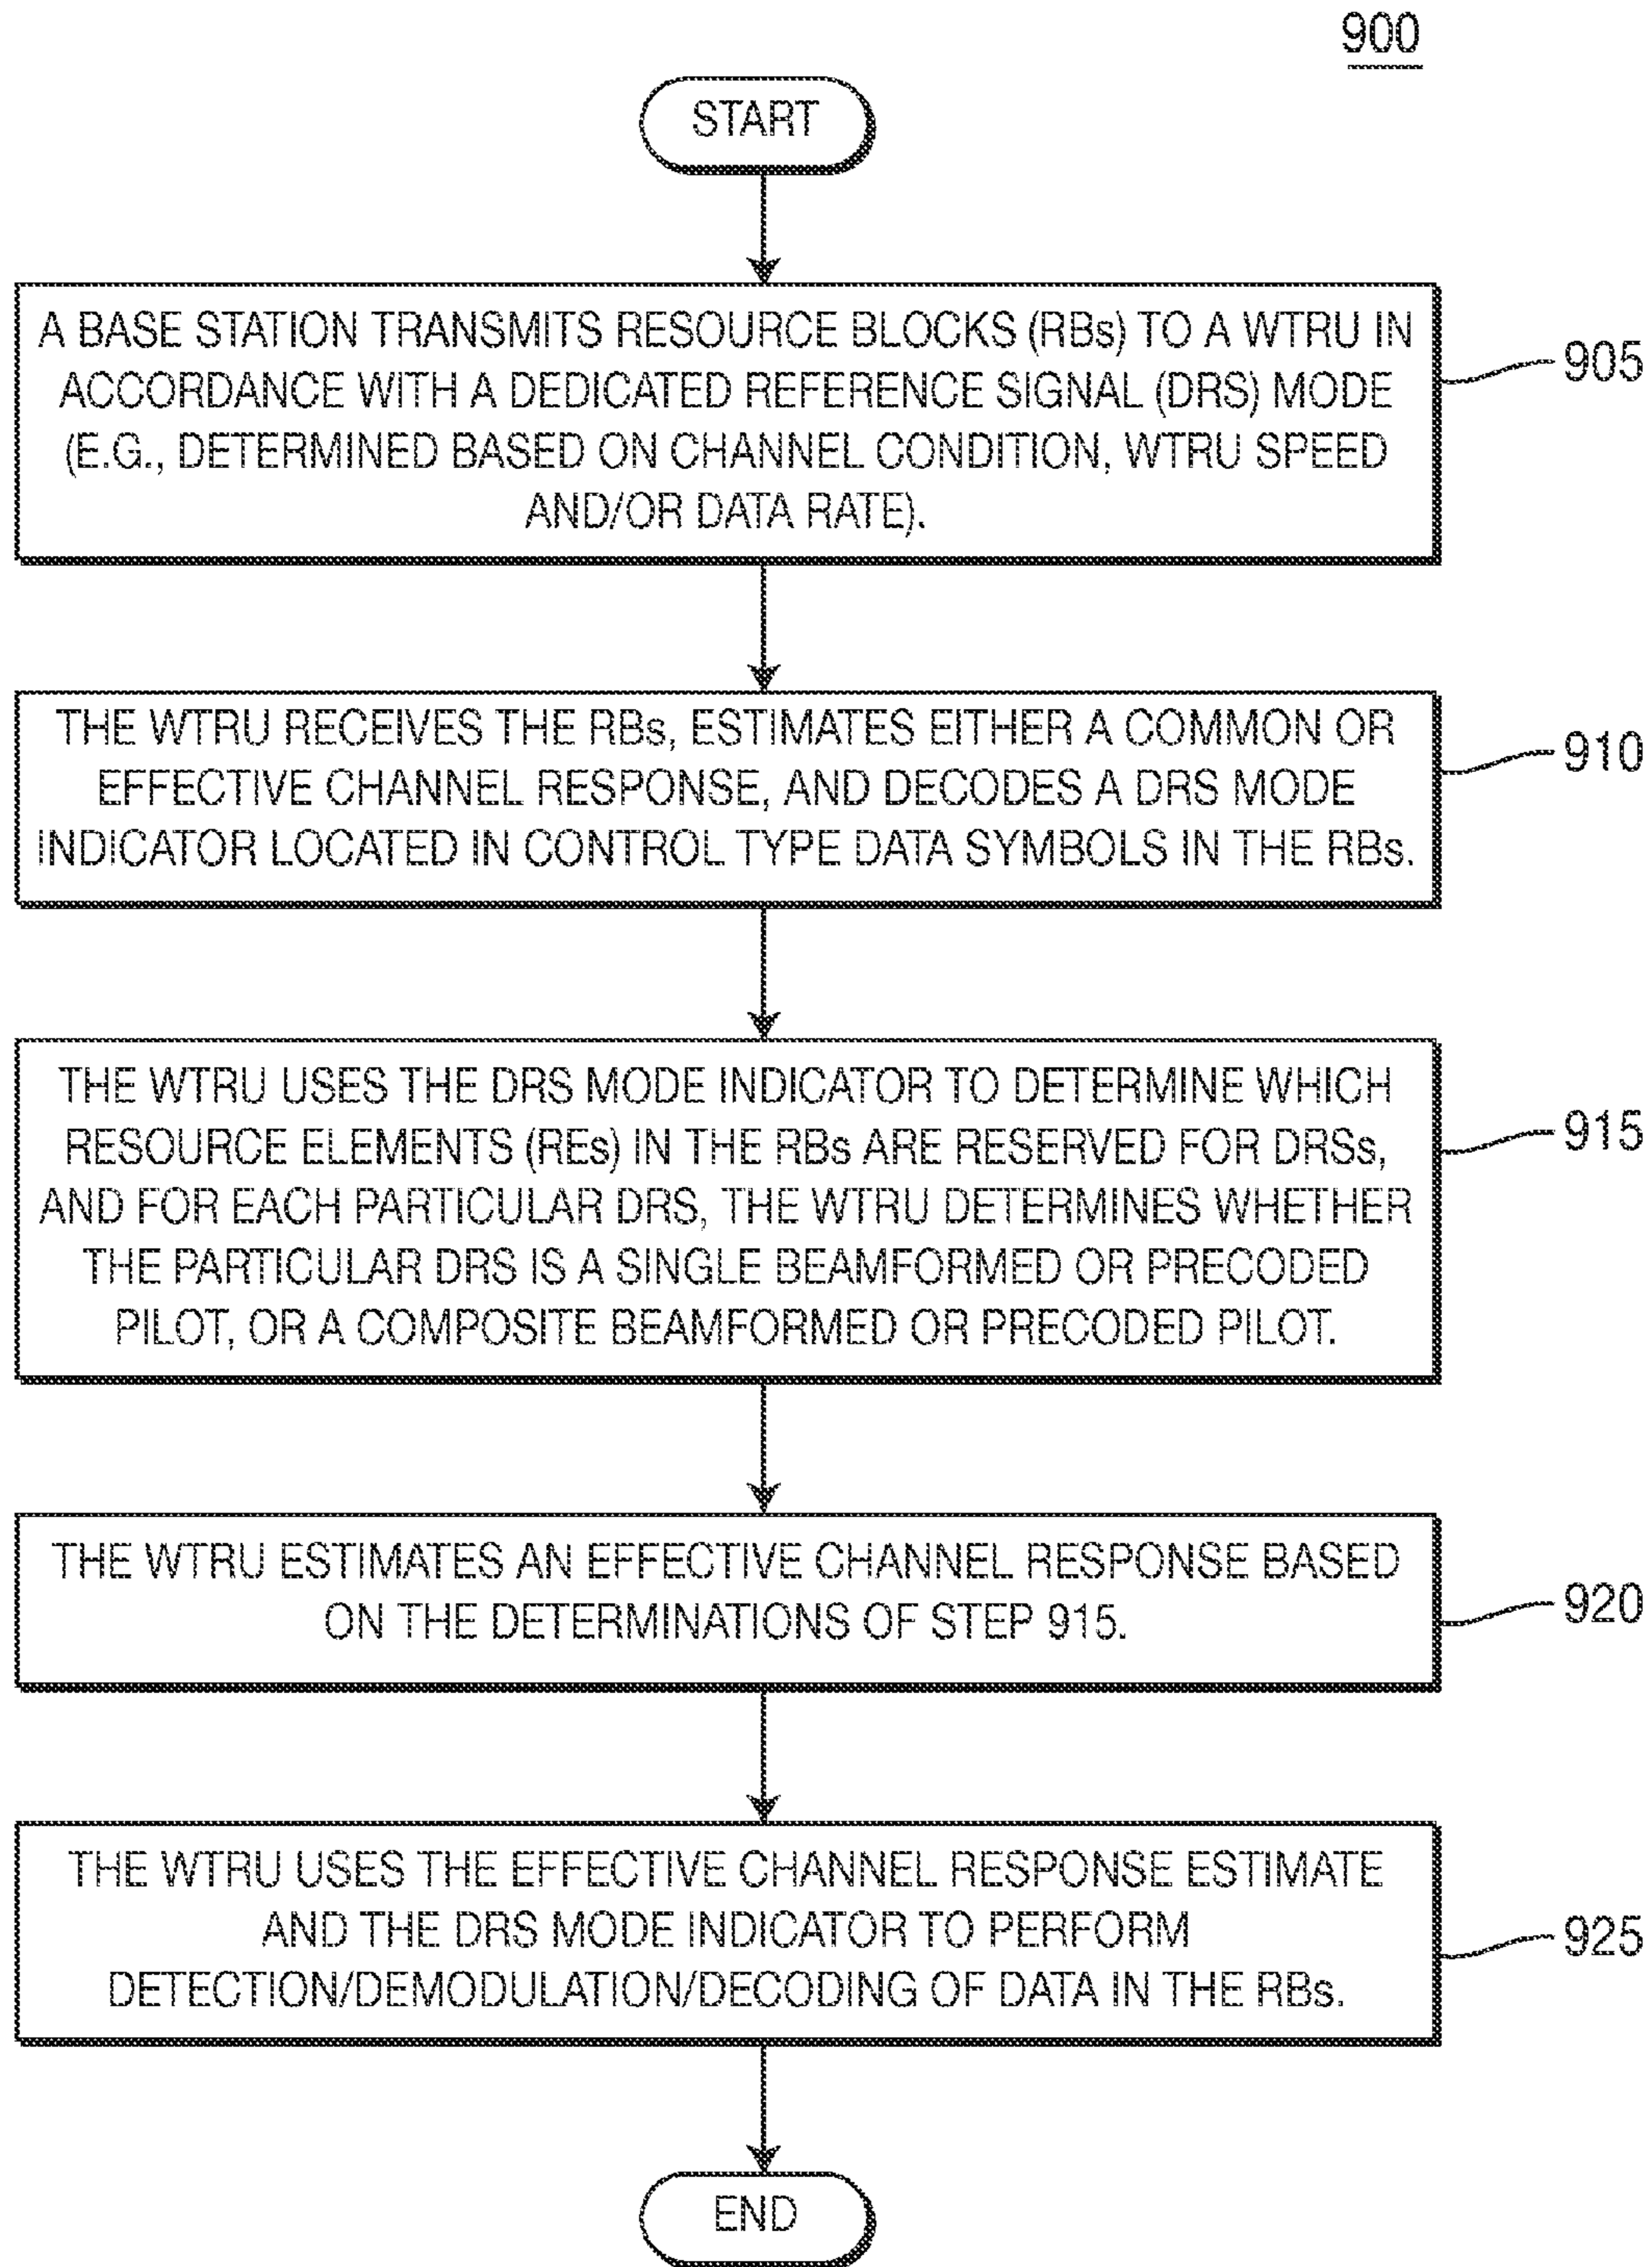 900
START
A BASE STATION TRANSMITS RESOURCE BLOCKS (RBs) TO A WTRU IN
ACCORDANCE WITH A DEDICATED REFERENCE SIGNAL (DRS) MODE
(E.G., DETERMINED BASED ON CHANNEL CONDITION, WTRU SPEED
AND/OR DATA RATE).
905
THE WTRU RECEIVES THE RBs, ESTIMATES EITHER A COMMON OR
EFFECTIVE CHANNEL RESPONSE, AND DECODES A DRS MODE
INDICATOR LOCATED IN CONTROL TYPE DATA SYMBOLS IN THE RBs.
910
THE WTRU USES THE DRS MODE INDICATOR TO DETERMINE WHICH
RESOURCE ELEMENTS (REs) IN THE RBs ARE RESERVED FOR DRSs,
AND FOR EACH PARTICULAR DRS, THE WTRU DETERMINES WHETHER
THE PARTICULAR DRS IS A SINGLE BEAMFORMED OR PRECODED
PILOT, OR A COMPOSITE BEAMFORMED OR PRECODED PILOT.
915
THE WTRU ESTIMATES AN EFFECTIVE CHANNEL RESPONSE BASED
ON THE DETERMINATIONS OF STEP 915.
920
THE WTRU USES THE EFFECTIVE CHANNEL RESPONSE ESTIMATE
AND THE DRS MODE INDICATOR TO PERFORM
DETECTION/DEMODULATION/DECODING OF DATA IN THE RBs.
925
END